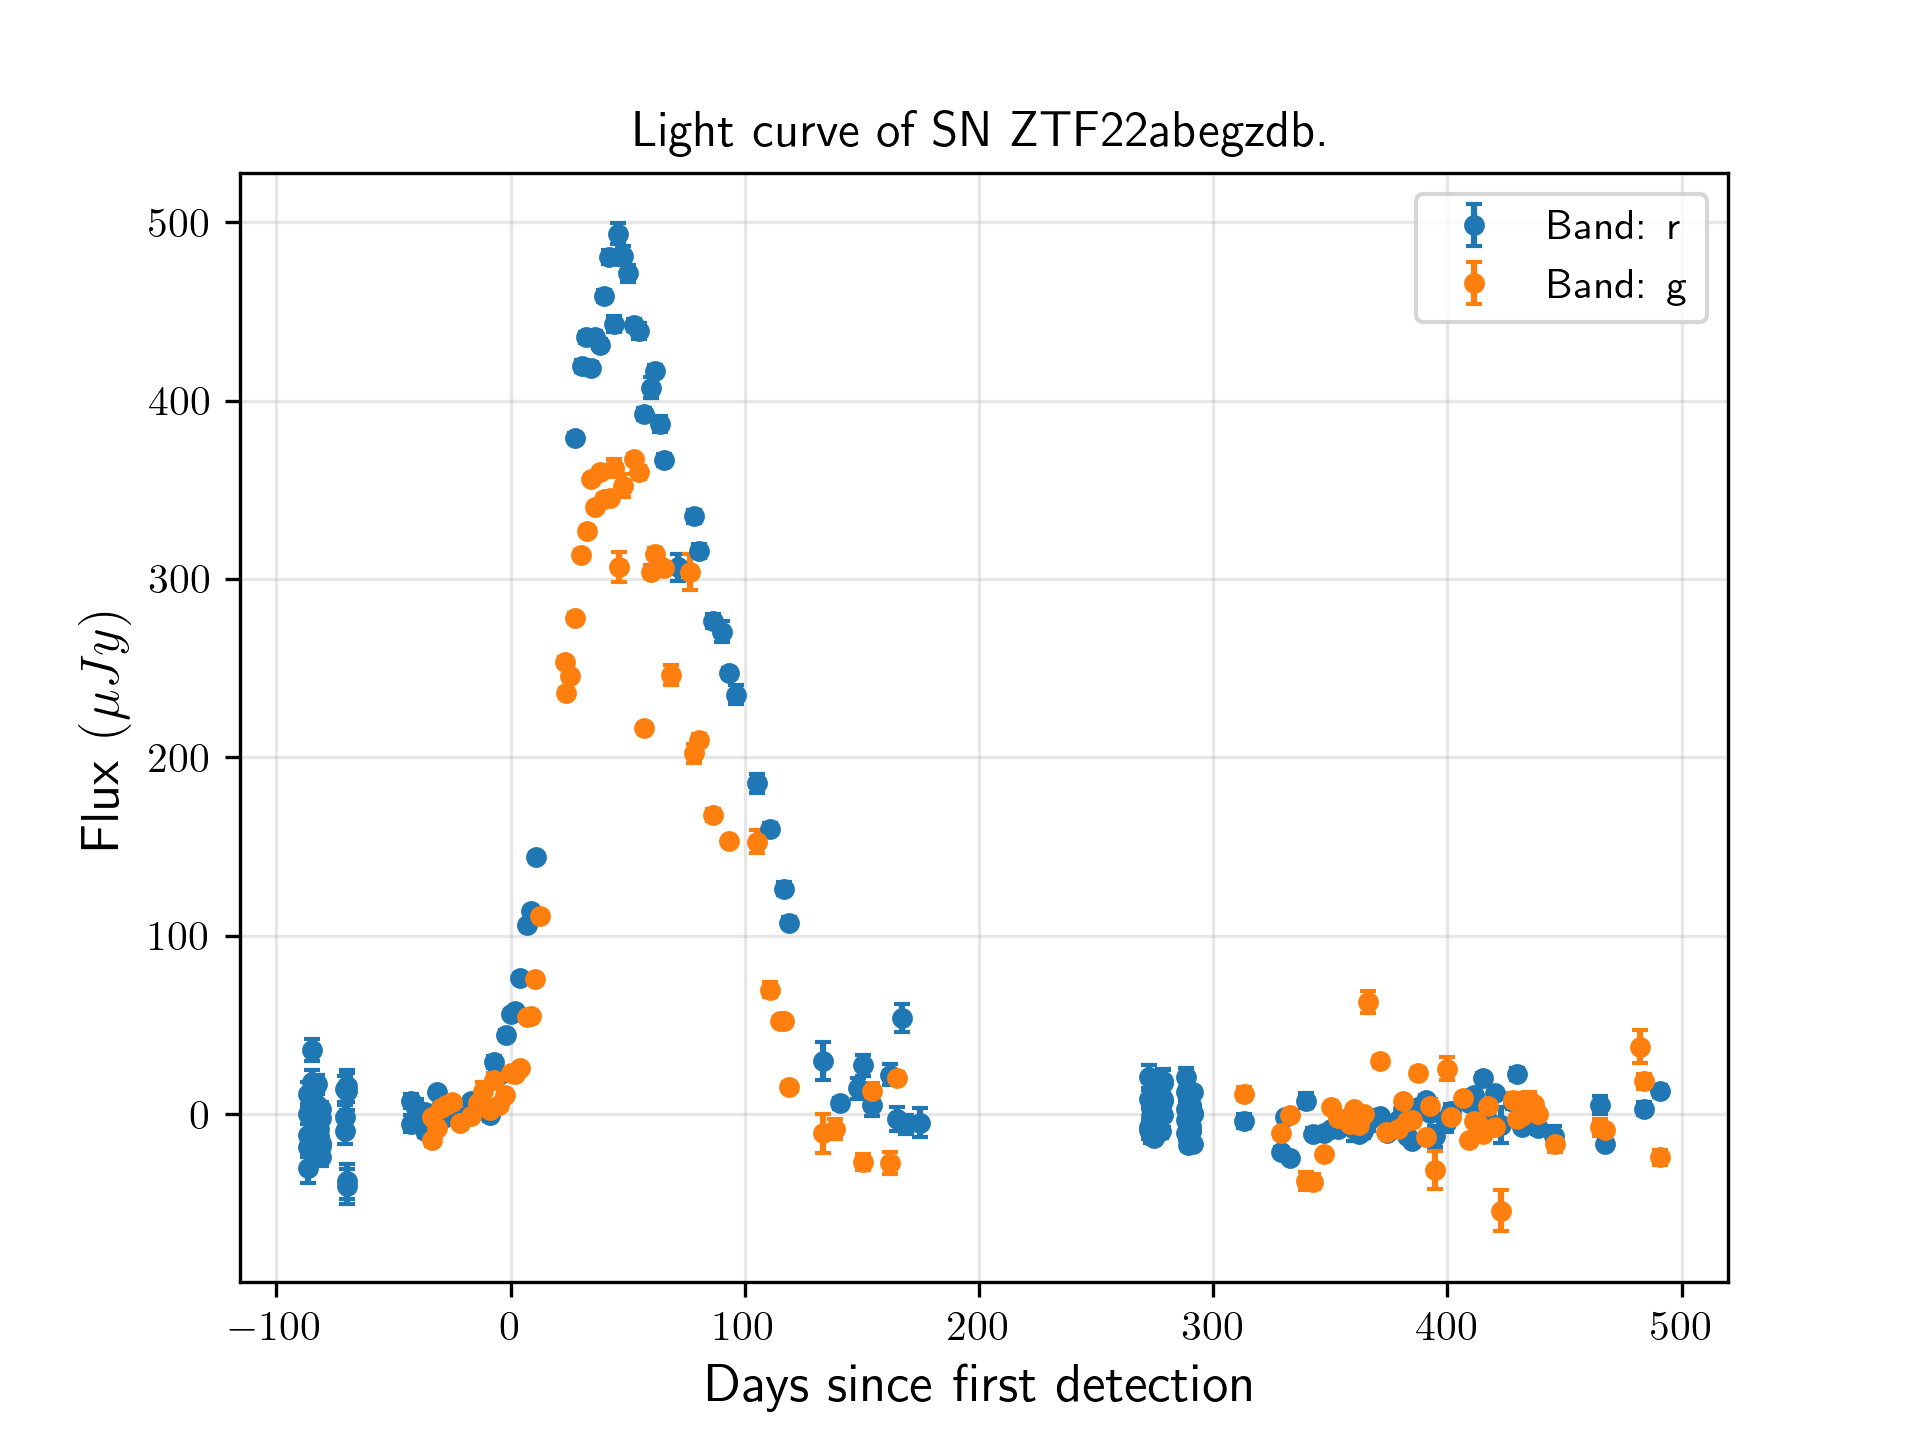 Light curve of SN ZTF22abegzdb.
Band: r
Band: g
500
400
300
200
100
0
Flux (μJy)
−100 0 100 200 300 400 500
Days since first detection